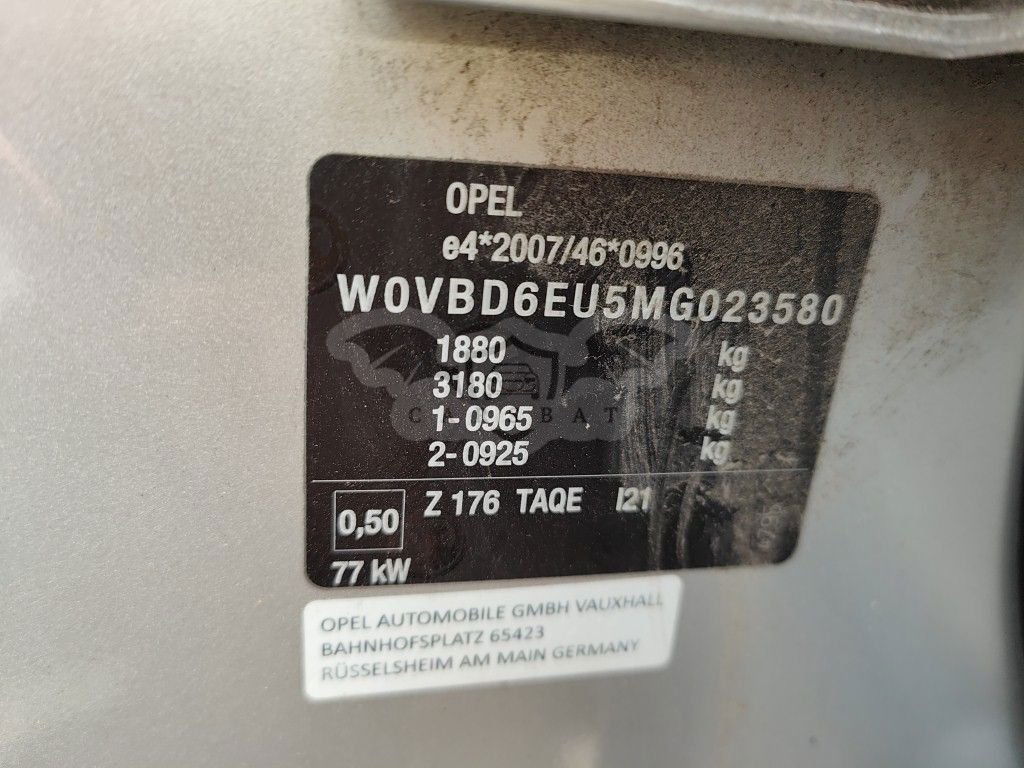 OPEL
e4*2007/46*0996
W0VBD6EU5MG023580
1880 kg
3180 kg
1-0965 kg
2-0925 kg
0,50 Z 176 TAQE I21
77 kW
OPEL AUTOMOBILE GMBH VAUXHALL
BAHNHOFSPLATZ 65423
RÜSSELSHEIM AM MAIN GERMANY